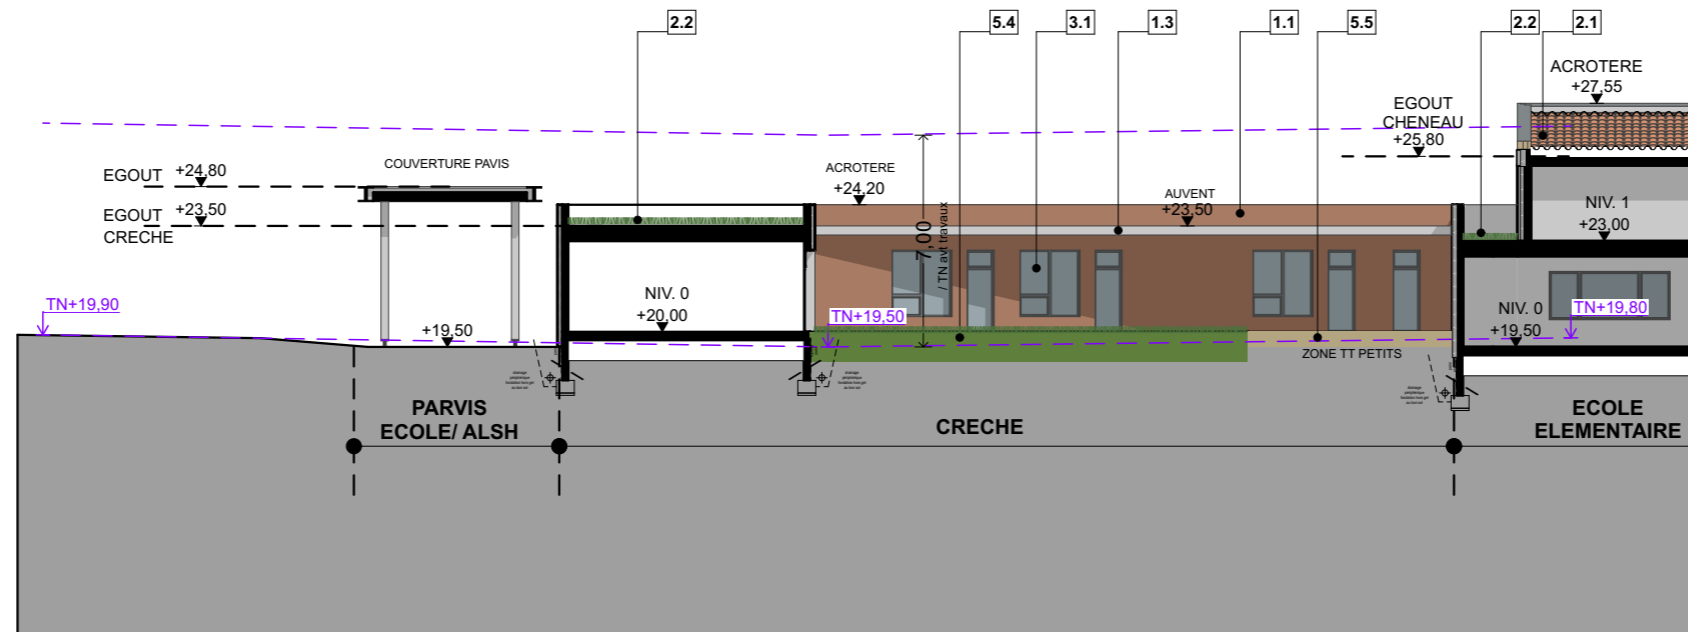 2.2
5.4
3.1
1.3
1.1
5.5
2.2
2.1
ACROTERE
+27,55
EGOUT
CHENEAU
+25,80
COUVERTURE PAVIS
EGOUT
+24,80
ACROTERE
+24,20
AUVENT
+23,50
EGOUT
+23,50
CRECHE
NIV. 1
+23,00
7,00
/ TN avt travaux
TN+19,90
+19,50
NIV. 0
+20,00
TN+19,50
NIV. 0
+19,50
TN+19,80
ZONE TT PETITS
PARVIS
ECOLE/ ALSH
CRECHE
ECOLE
ELEMENTAIRE